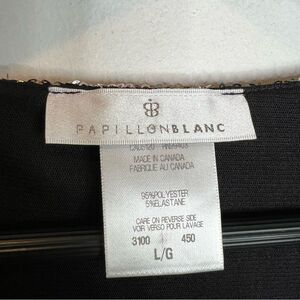 PAPILLONBLANC
MADE IN CANADA
FABRIQUÉ AU CANADA
95%POLYESTER
5%ELASTANE
CARE ON REVERSE SIDE
VOIR VERSO POUR LAVAGE
3100 450
L/G